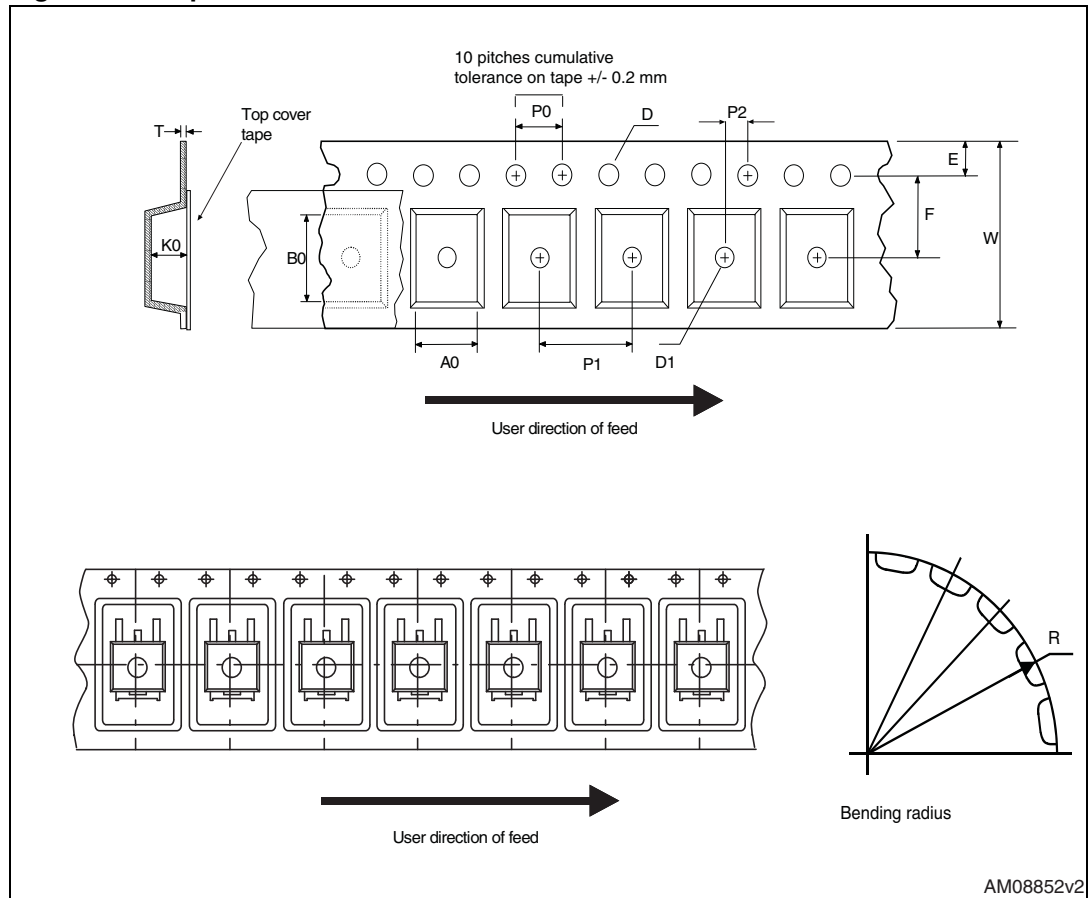 10 pitches cumulative
tolerance on tape +/- 0.2 mm
Top cover
tape
T
P0
D
P2
E
F
W
K0
B0
A0
P1
D1
User direction of feed
R
Bending radius
User direction of feed
AM08852v2